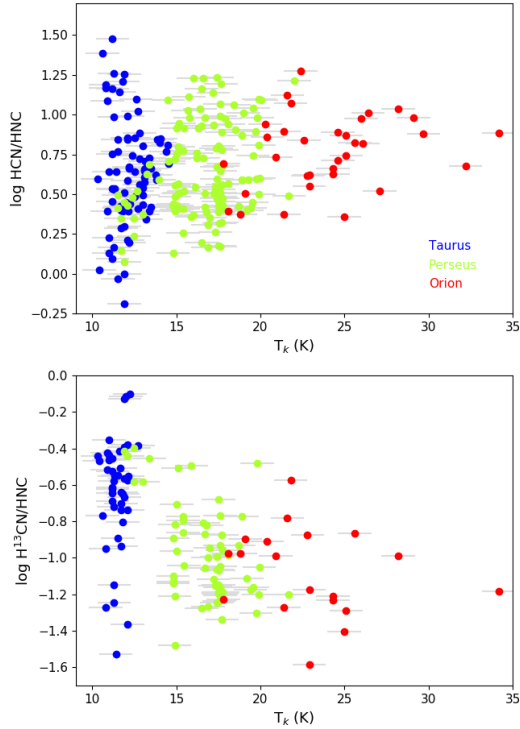 1.50
1.25
1.00
0.75
0.50
0.25
0.00
−0.25
log HCN/HNC
Taurus
Perseus
Orion
10 15 20 25 30 35
T_k (K)
0.0
−0.2
−0.4
−0.6
−0.8
−1.0
−1.2
−1.4
−1.6
log H¹³CN/HNC
10 15 20 25 30 35
T_k (K)